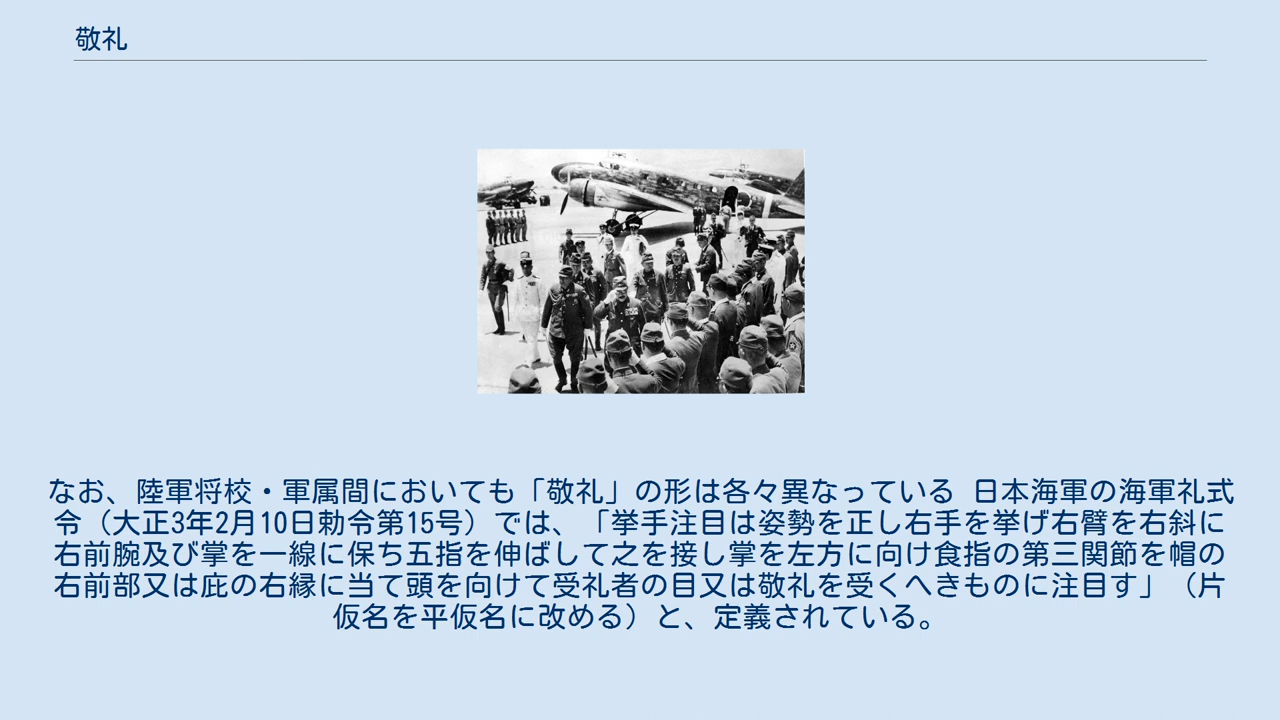 敬礼
なお、陸軍将校・軍属間においても「敬礼」の形は各々異なっている 日本海軍の海軍礼式
令（大正3年2月10日勅令第15号）では、「挙手注目は姿勢を正し右手を挙げ右臂を右斜に
右前腕及び掌を一線に保ち五指を伸ばして之を接し掌を左方に向け食指の第三関節を帽の
右前部又は庇の右縁に当て頭を向けて受礼者の目又は敬礼を受くへきものに注目す」（片
仮名を平仮名に改める）と、定義されている。